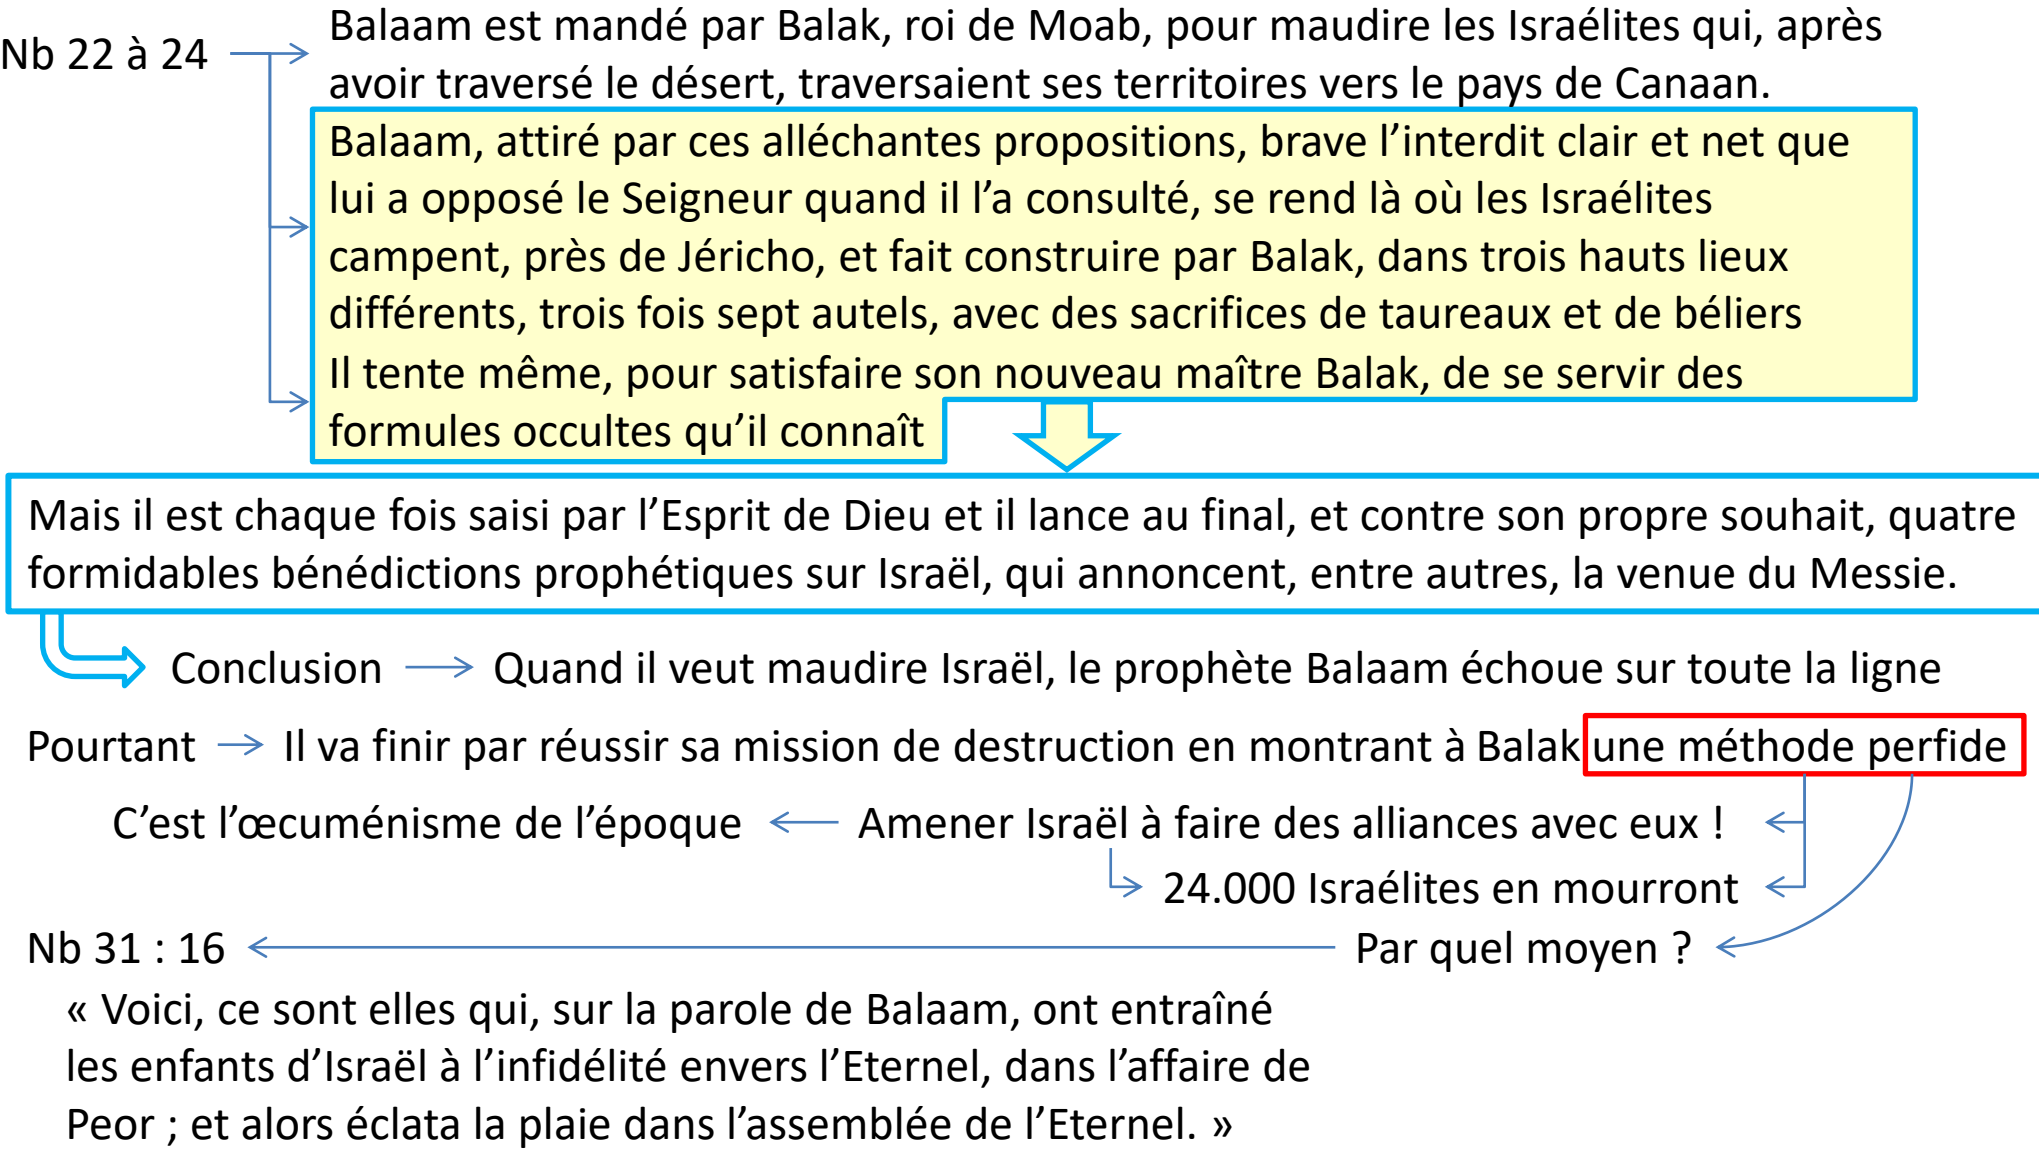 Nb 22 à 24
Balaam est mandé par Balak, roi de Moab, pour maudire les Israélites qui, après
avoir traversé le désert, traversaient ses territoires vers le pays de Canaan.
Balaam, attiré par ces alléchantes propositions, brave l’interdit clair et net que
lui a opposé le Seigneur quand il l’a consulté, se rend là où les Israélites
campent, près de Jéricho, et fait construire par Balak, dans trois hauts lieux
différents, trois fois sept autels, avec des sacrifices de taureaux et de béliers
Il tente même, pour satisfaire son nouveau maître Balak, de se servir des
formules occultes qu’il connaît
Mais il est chaque fois saisi par l’Esprit de Dieu et il lance au final, et contre son propre souhait, quatre
formidables bénédictions prophétiques sur Israël, qui annoncent, entre autres, la venue du Messie.
Conclusion Quand il veut maudire Israël, le prophète Balaam échoue sur toute la ligne
Pourtant Il va finir par réussir sa mission de destruction en montrant à Balak une méthode perfide
C’est l’œcuménisme de l’époque Amener Israël à faire des alliances avec eux !
24.000 Israélites en mourront
Nb 31 : 16 Par quel moyen ?
« Voici, ce sont elles qui, sur la parole de Balaam, ont entraîné
les enfants d’Israël à l’infidélité envers l’Eternel, dans l’affaire de
Peor ; et alors éclata la plaie dans l’assemblée de l’Eternel. »